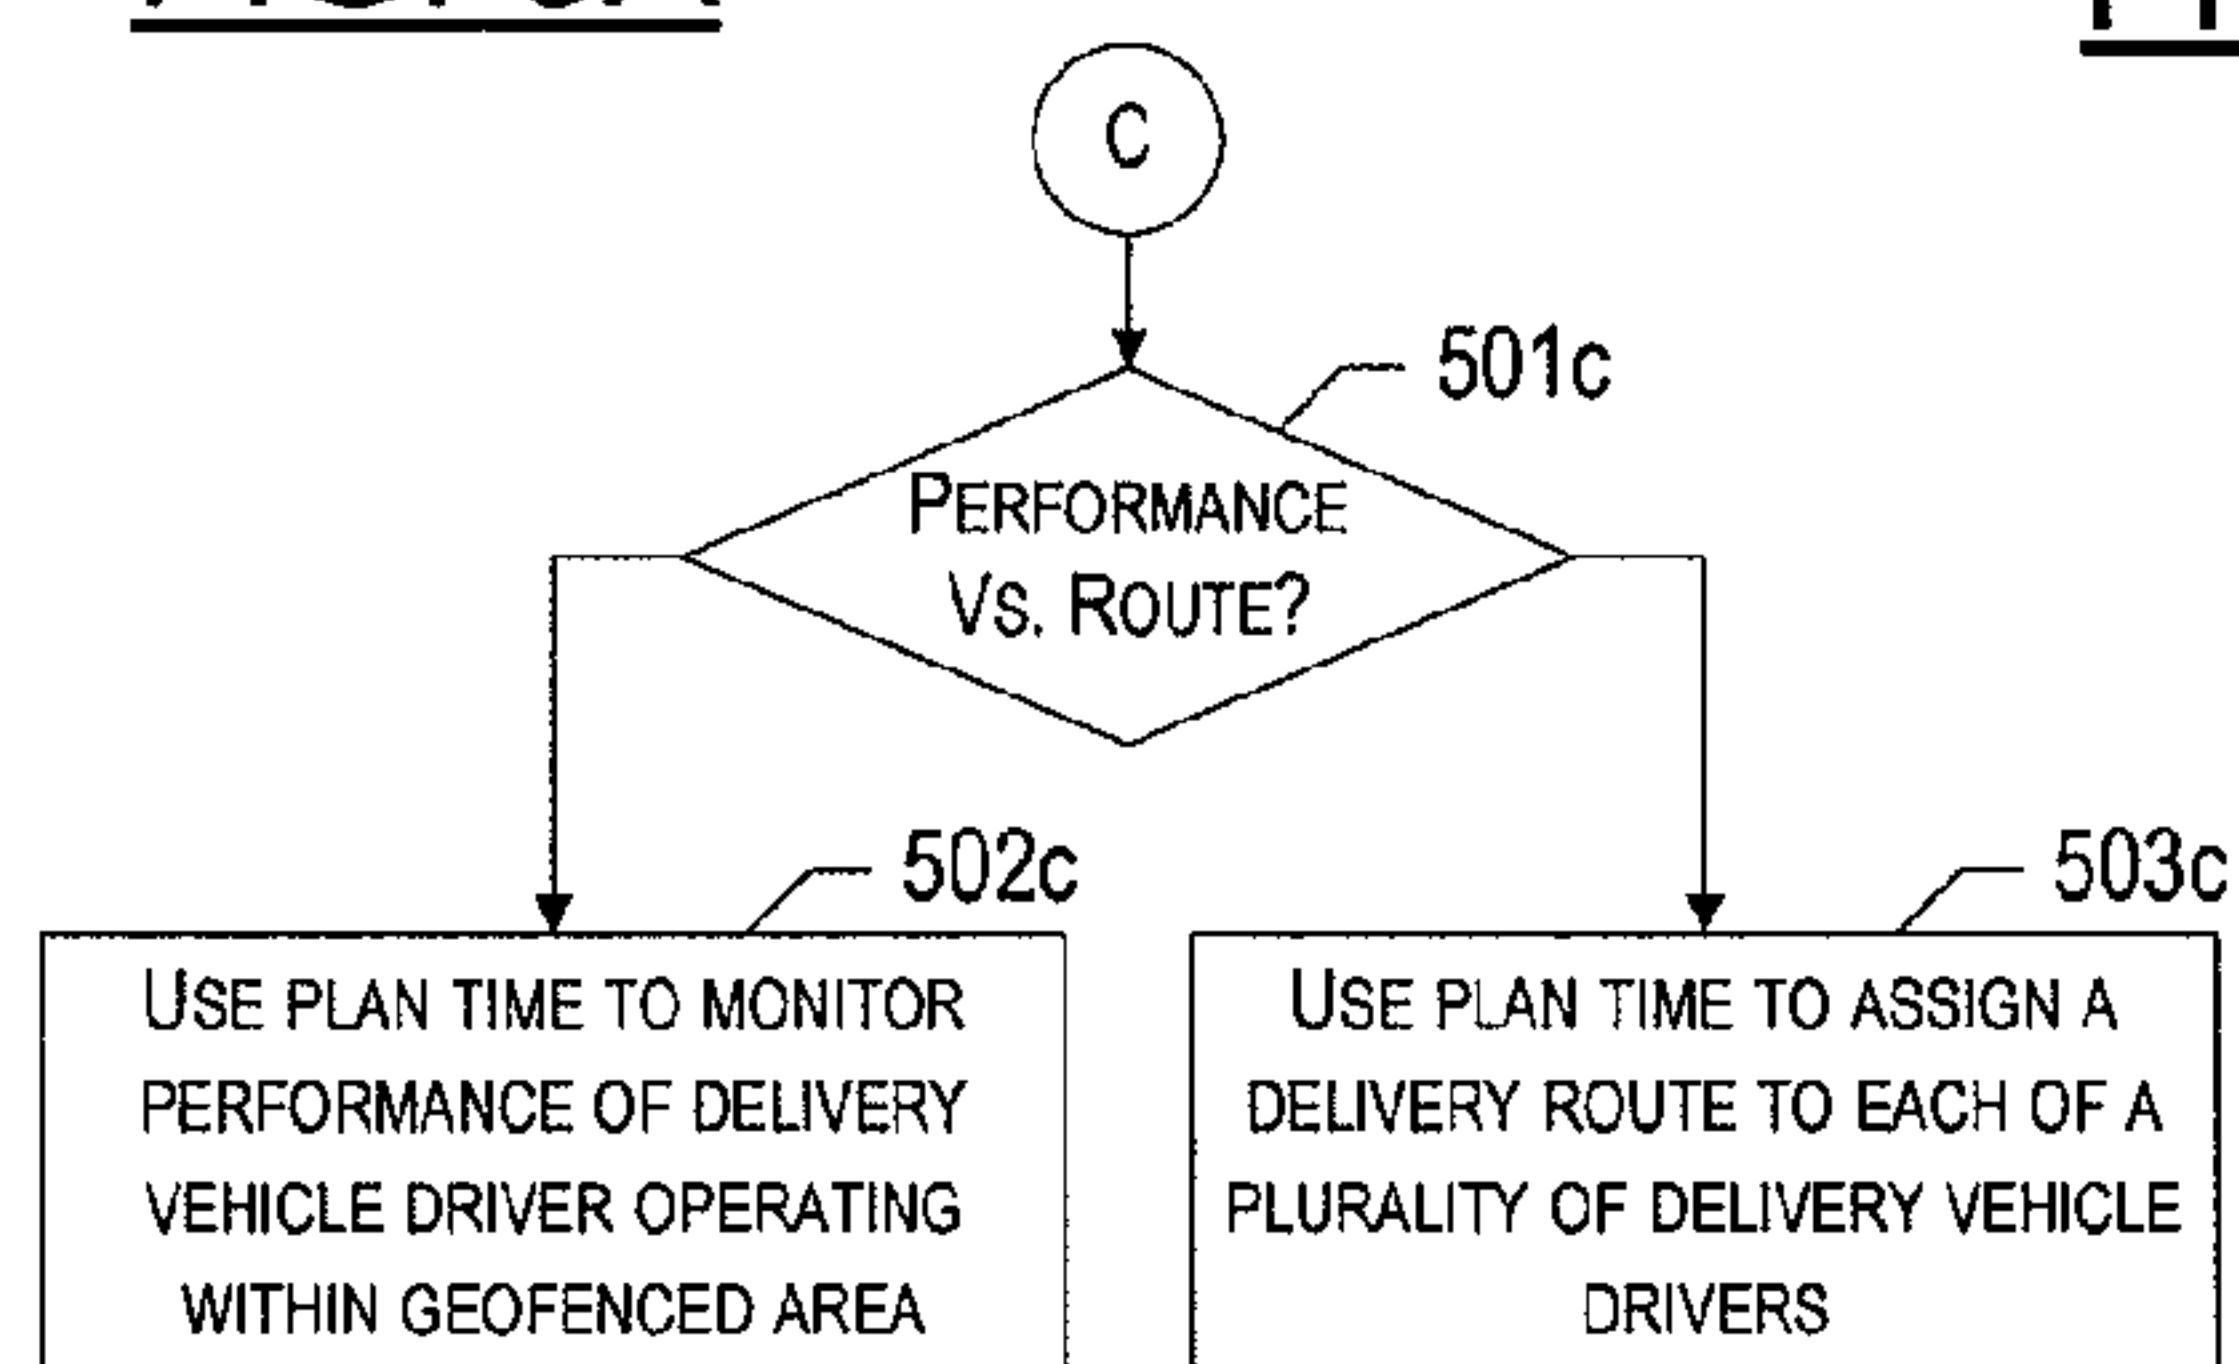 C
501c
PERFORMANCE
VS. ROUTE?
502c
503c
USE PLAN TIME TO MONITOR
PERFORMANCE OF DELIVERY
VEHICLE DRIVER OPERATING
WITHIN GEOFENCED AREA
USE PLAN TIME TO ASSIGN A
DELIVERY ROUTE TO EACH OF A
PLURALITY OF DELIVERY VEHICLE
DRIVERS